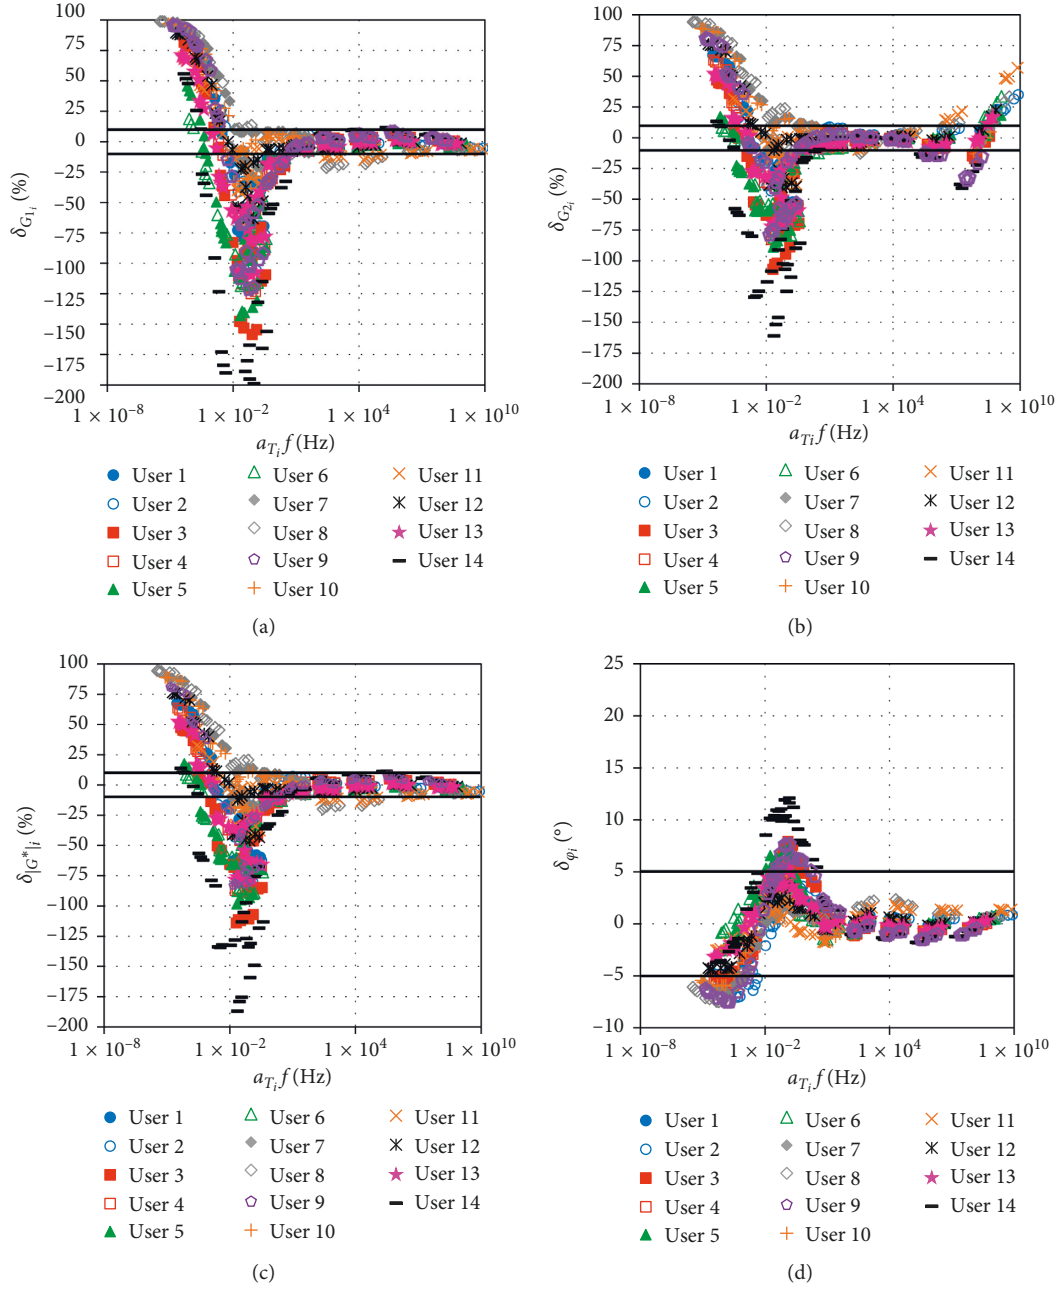 100
75
50
25
0
−25
−50
−75
−100
−125
−150
−175
−200
δG1i (%)
1 × 10−8 1 × 10−2 1 × 104 1 × 1010
aTi f (Hz)
User 1 User 6 User 11
User 2 User 7 User 12
User 3 User 8 User 13
User 4 User 9 User 14
User 5 User 10
(a)
100
75
50
25
0
−25
−50
−75
−100
−125
−150
−175
−200
δG2i (%)
1 × 10−8 1 × 10−2 1 × 104 1 × 1010
aTi f (Hz)
User 1 User 6 User 11
User 2 User 7 User 12
User 3 User 8 User 13
User 4 User 9 User 14
User 5 User 10
(b)
100
75
50
25
0
−25
−50
−75
−100
−125
−150
−175
−200
δ|G*|i (%)
1 × 10−8 1 × 10−2 1 × 104 1 × 1010
aTi f (Hz)
User 1 User 6 User 11
User 2 User 7 User 12
User 3 User 8 User 13
User 4 User 9 User 14
User 5 User 10
(c)
25
20
15
10
5
0
−5
−10
δφi (°)
1 × 10−8 1 × 10−2 1 × 104 1 × 1010
aTi f (Hz)
User 1 User 6 User 11
User 2 User 7 User 12
User 3 User 8 User 13
User 4 User 9 User 14
User 5 User 10
(d)